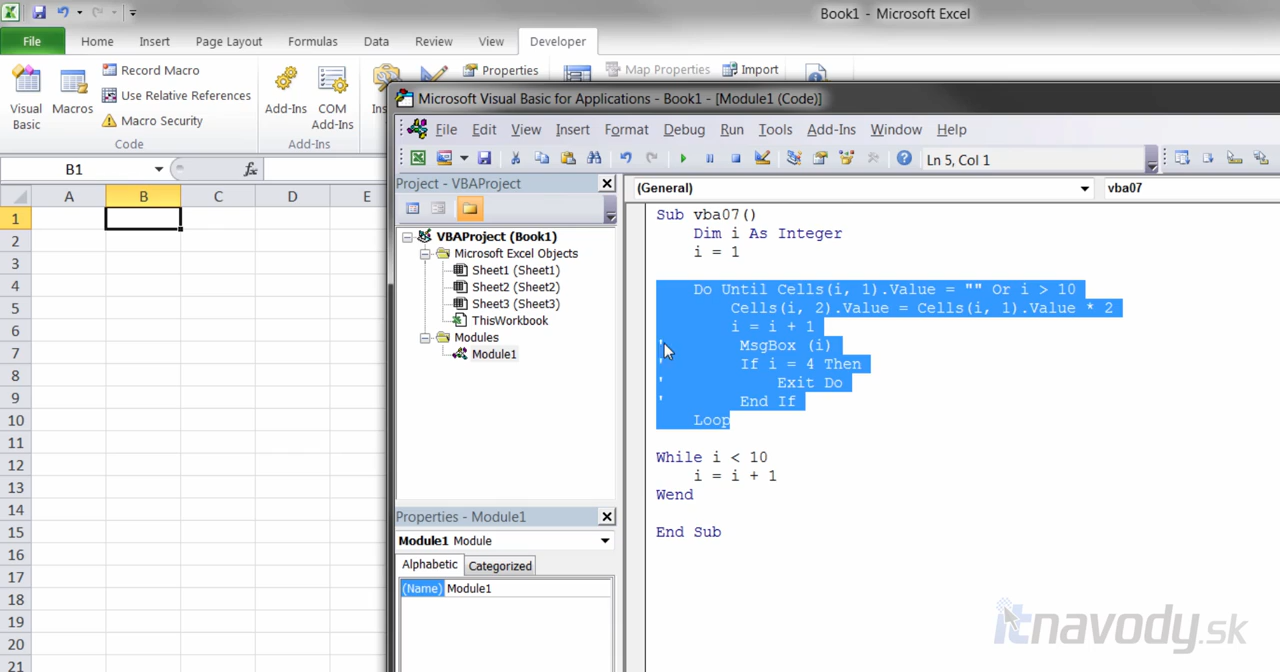 Book1 - Microsoft Excel
File Home Insert Page Layout Formulas Data Review View Developer
Visual Basic
Macros
Record Macro
Use Relative References
Macro Security
Code
Add-Ins
COM Add-Ins
Add-Ins
Ins
Properties
Map Properties
Import
B1
fx
A B C D E
1
2
3
4
5
6
7
8
9
10
11
12
13
14
15
16
17
18
19
20
21
Microsoft Visual Basic for Applications - Book1 - [Module1 (Code)]
File Edit View Insert Format Debug Run Tools Add-Ins Window Help
Ln 5, Col 1
Project - VBAProject
VBAProject (Book1)
Microsoft Excel Objects
Sheet1 (Sheet1)
Sheet2 (Sheet2)
Sheet3 (Sheet3)
ThisWorkbook
Modules
Module1
Properties - Module1
Module1 Module
Alphabetic Categorized
(Name) Module1
(General) vba07
Sub vba07()
Dim i As Integer
i = 1
Do Until Cells(i, 1).Value = "" Or i > 10
Cells(i, 2).Value = Cells(i, 1).Value * 2
i = i + 1
' MsgBox (i)
' If i = 4 Then
' Exit Do
' End If
Loop
While i < 10
i = i + 1
Wend
End Sub
itnavody.sk